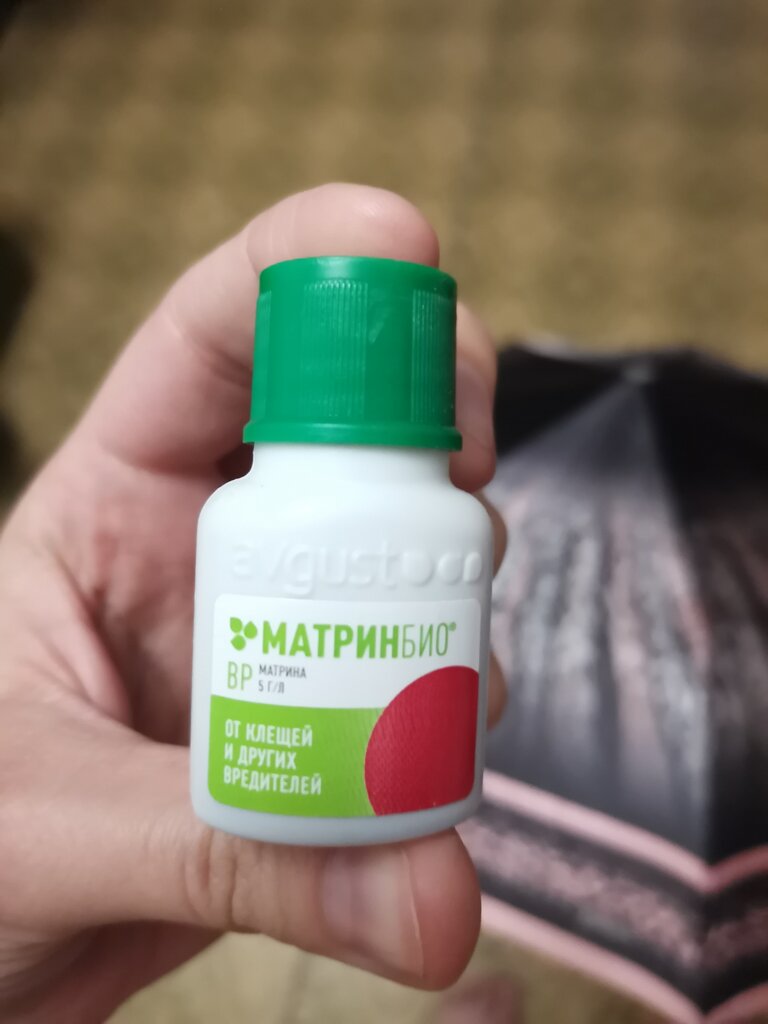 avgust
МАТРИНБИО®
ВР МАТРИНА
5 Г/Л
ОТ КЛЕЩЕЙ
И ДРУГИХ
ВРЕДИТЕЛЕЙ